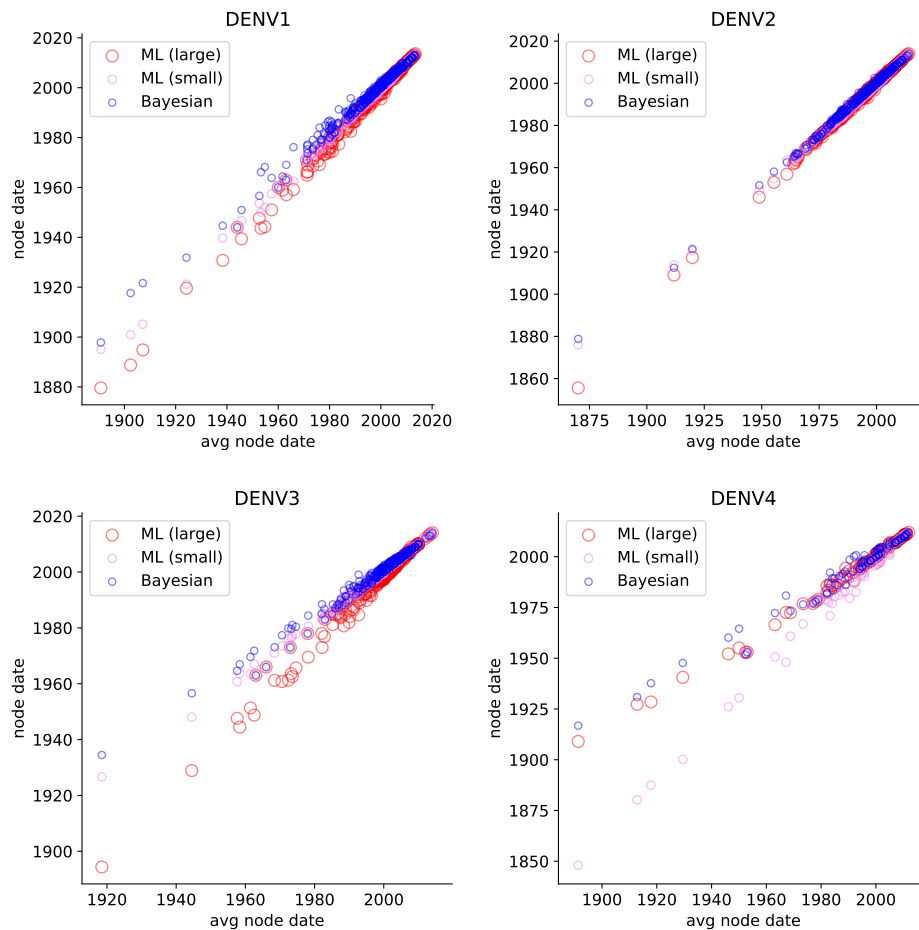 DENV1
ML (large)
ML (small)
Bayesian
2020
2000
1980
1960
1940
1920
1900
1880
node date
1900 1920 1940 1960 1980 2000 2020
avg node date
DENV2
ML (large)
ML (small)
Bayesian
2020
2000
1980
1960
1940
1920
1900
1880
1860
node date
1875 1900 1925 1950 1975 2000
avg node date
DENV3
ML (large)
ML (small)
Bayesian
2020
2000
1980
1960
1940
1920
1900
node date
1920 1940 1960 1980 2000
avg node date
DENV4
ML (large)
ML (small)
Bayesian
2000
1975
1950
1925
1900
1875
1850
node date
1900 1920 1940 1960 1980 2000
avg node date